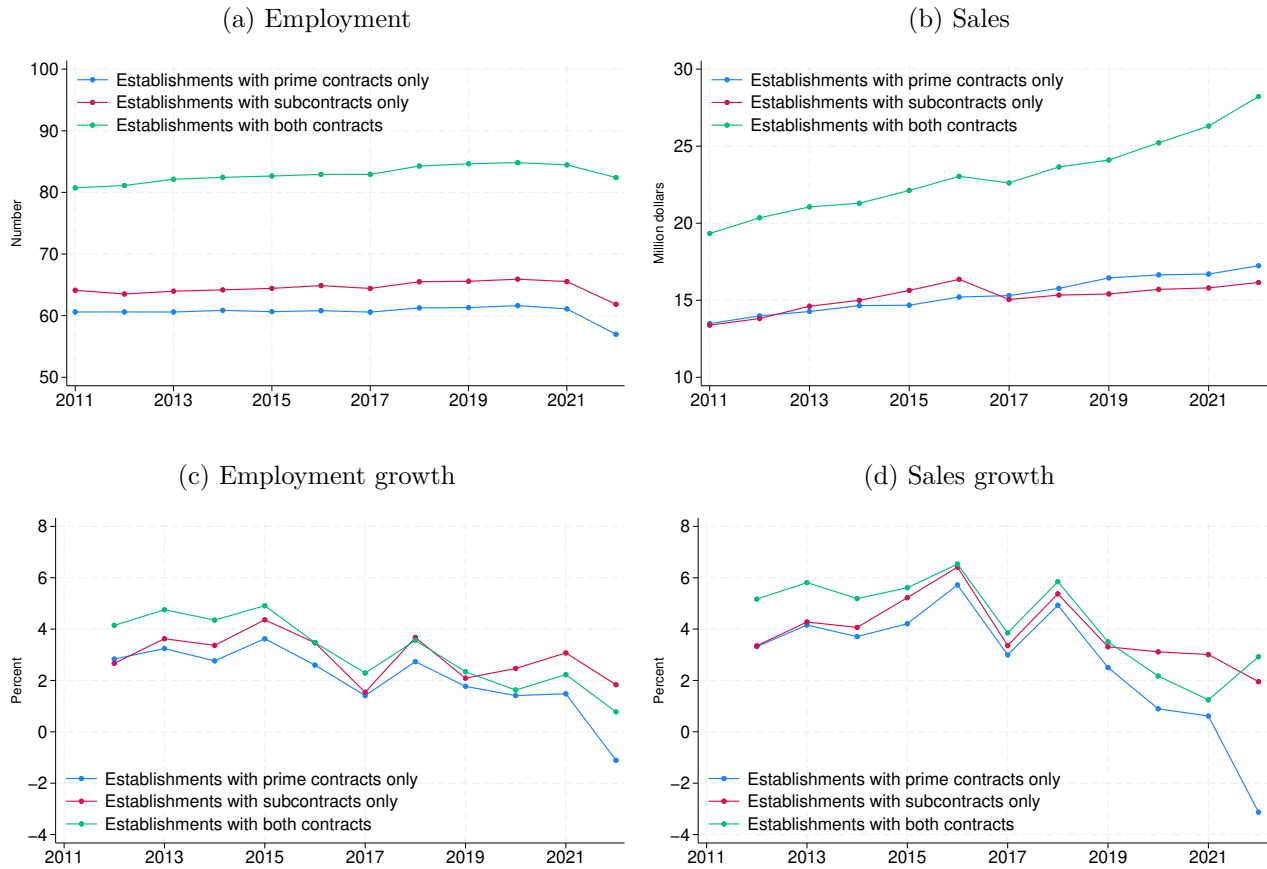 (a) Employment
100
90
80
70
60
50
Number
2011 2013 2015 2017 2019 2021
Establishments with prime contracts only
Establishments with subcontracts only
Establishments with both contracts
(b) Sales
30
25
20
15
10
Million dollars
2011 2013 2015 2017 2019 2021
Establishments with prime contracts only
Establishments with subcontracts only
Establishments with both contracts
(c) Employment growth
8
6
4
2
0
−2
−4
Percent
2011 2013 2015 2017 2019 2021
Establishments with prime contracts only
Establishments with subcontracts only
Establishments with both contracts
(d) Sales growth
8
6
4
2
0
−2
−4
Percent
2011 2013 2015 2017 2019 2021
Establishments with prime contracts only
Establishments with subcontracts only
Establishments with both contracts